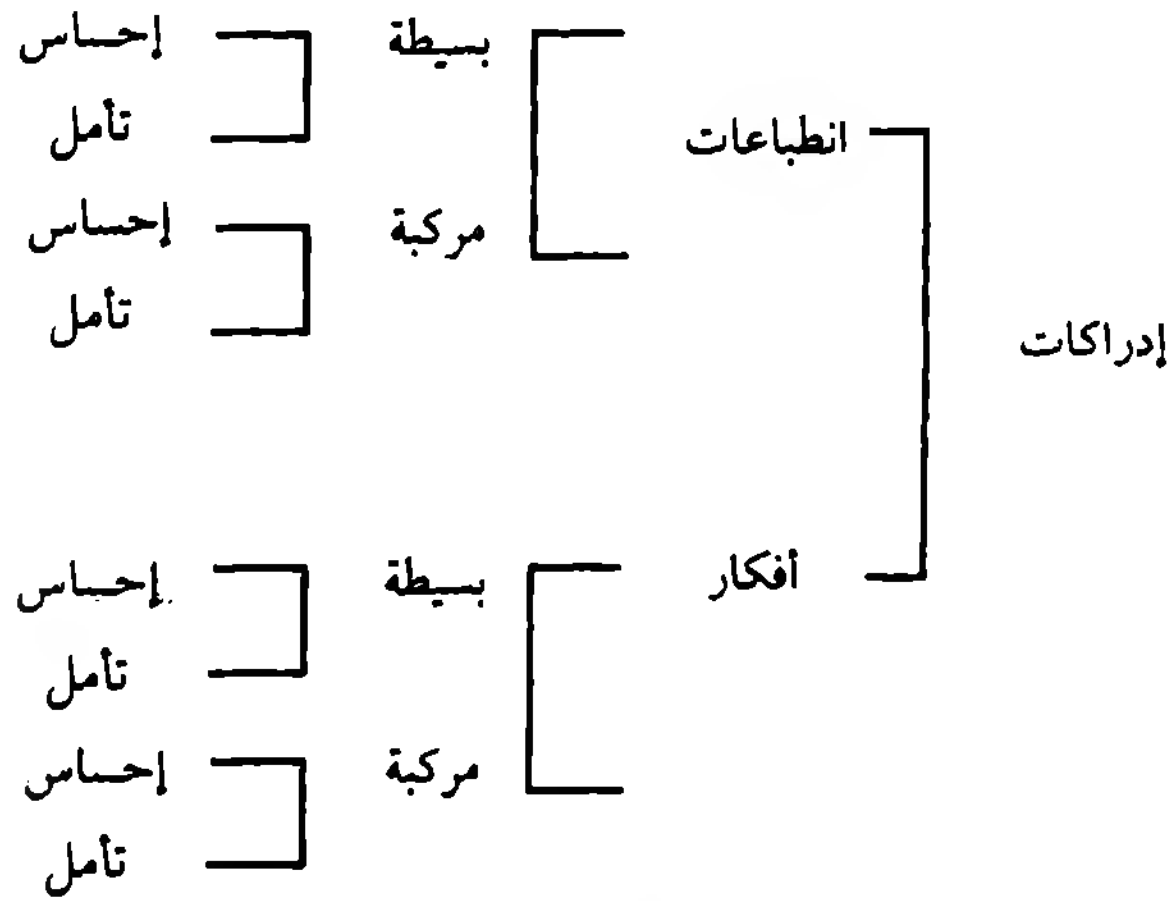 إدراكات
انطباعات
بسيطة
إحساس
تأمل
مركبة
إحساس
تأمل
أفكار
بسيطة
إحساس
تأمل
مركبة
إحساس
تأمل